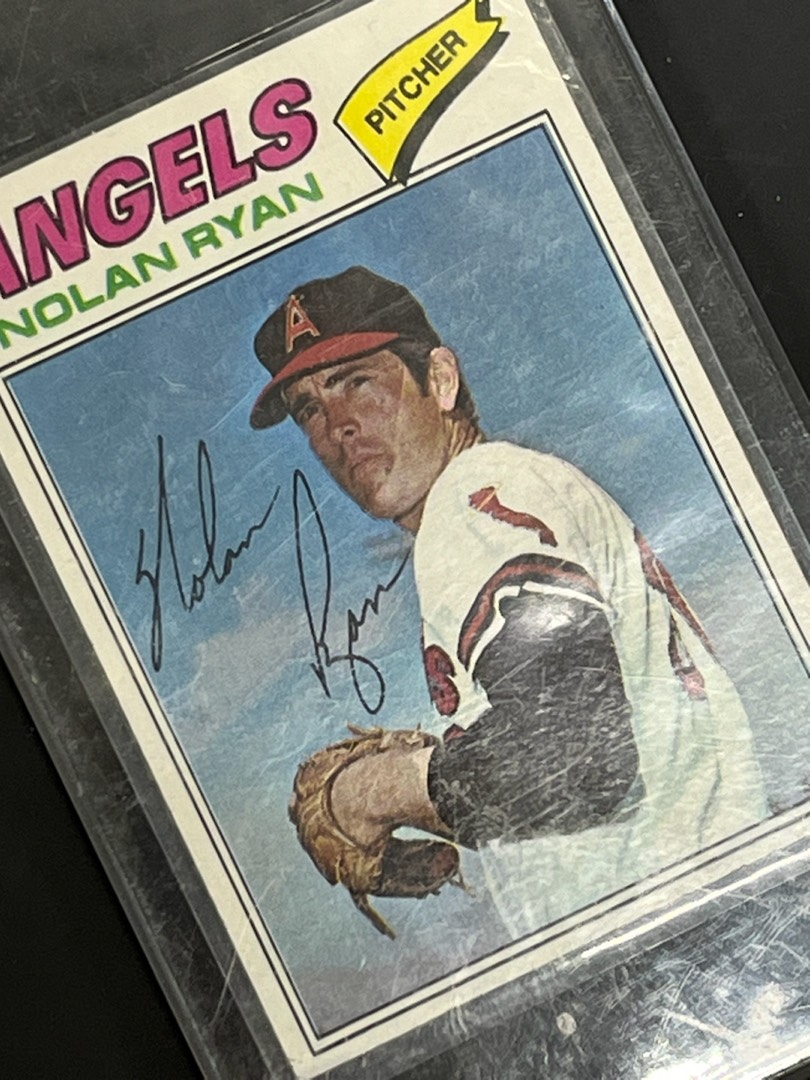 PITCHER
ANGELS
NOLAN RYAN
A
Nolan
Ryan